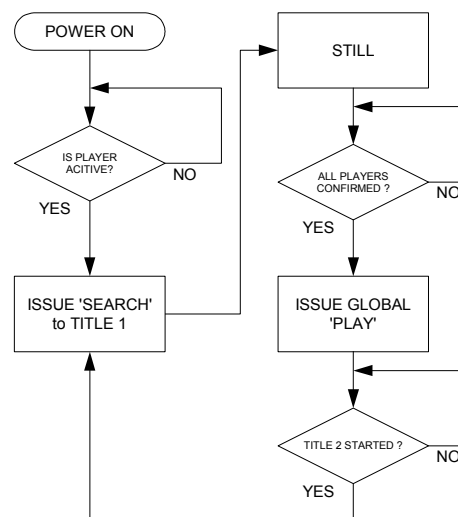 POWER ON
IS PLAYER
ACITIVE?
NO
YES
ISSUE 'SEARCH'
to TITLE 1
STILL
ALL PLAYERS
CONFIRMED ?
NO
YES
ISSUE GLOBAL
'PLAY'
TITLE 2 STARTED ?
NO
YES